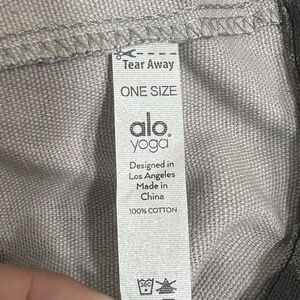 Tear Away
ONE SIZE
alo®
yoga
Designed in
Los Angeles
Made in
China
100% COTTON